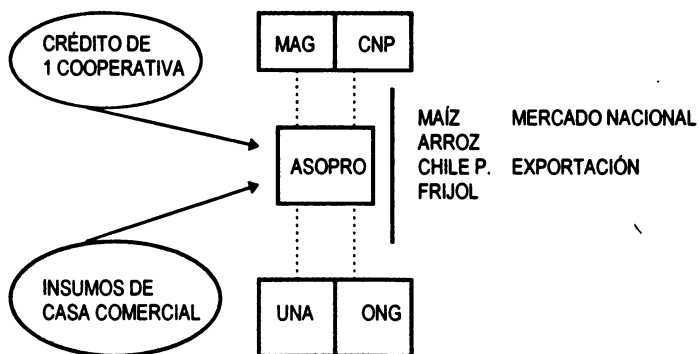 CRÉDITO DE
1 COOPERATIVA
MAG CNP
ASOPRO
MAÍZ MERCADO NACIONAL
ARROZ
CHILE P. EXPORTACIÓN
FRIJOL
INSUMOS DE
CASA COMERCIAL
UNA ONG